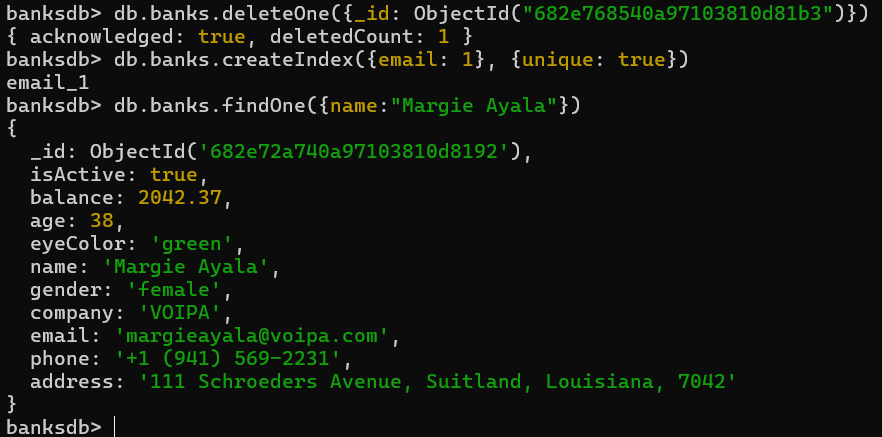 banksdb> db.banks.deleteOne({_id: ObjectId("682e768540a97103810d81b3")})
{ acknowledged: true, deletedCount: 1 }
banksdb> db.banks.createIndex({email: 1}, {unique: true})
email_1
banksdb> db.banks.findOne({name:"Margie Ayala"})
{
  _id: ObjectId('682e72a740a97103810d8192'),
  isActive: true,
  balance: 2042.37,
  age: 38,
  eyeColor: 'green',
  name: 'Margie Ayala',
  gender: 'female',
  company: 'VOIPA',
  email: 'margieayala@voipa.com',
  phone: '+1 (941) 569-2231',
  address: '111 Schroeders Avenue, Suitland, Louisiana, 7042'
}
banksdb>